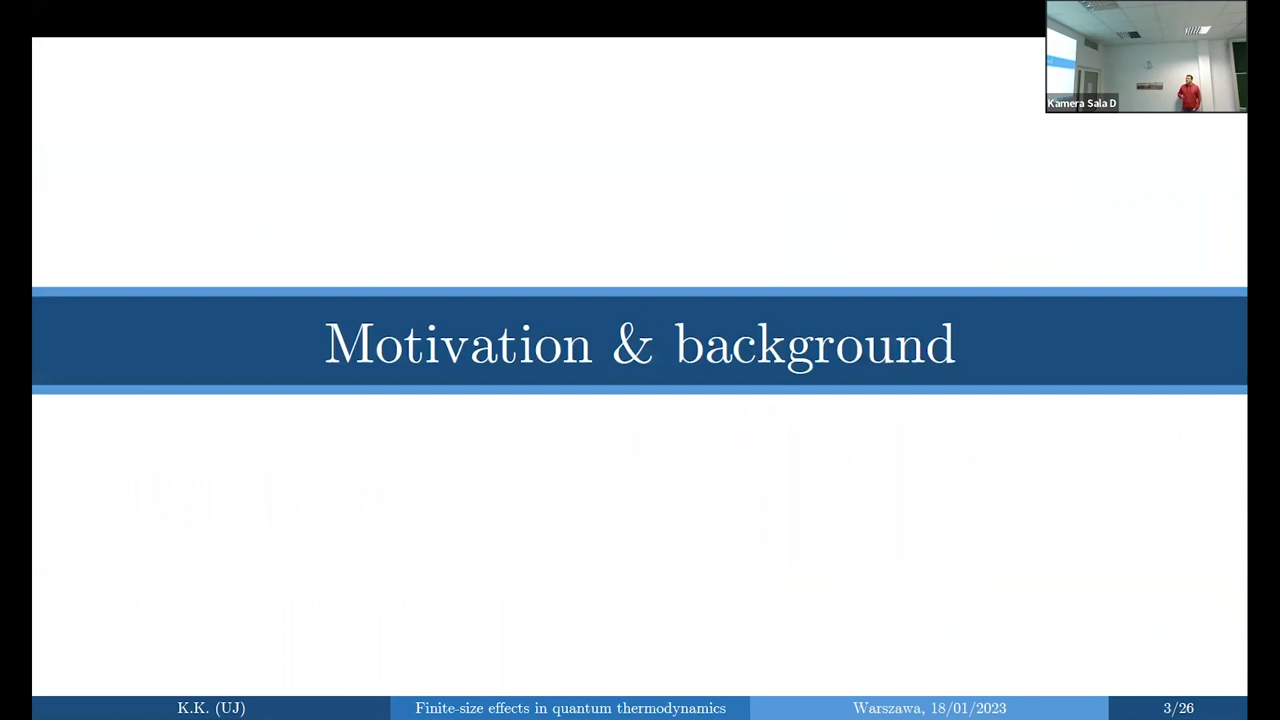 Kamera Sala D
Motivation & background
K.K. (UJ)
Finite-size effects in quantum thermodynamics
Warszawa, 18/01/2023
3/26